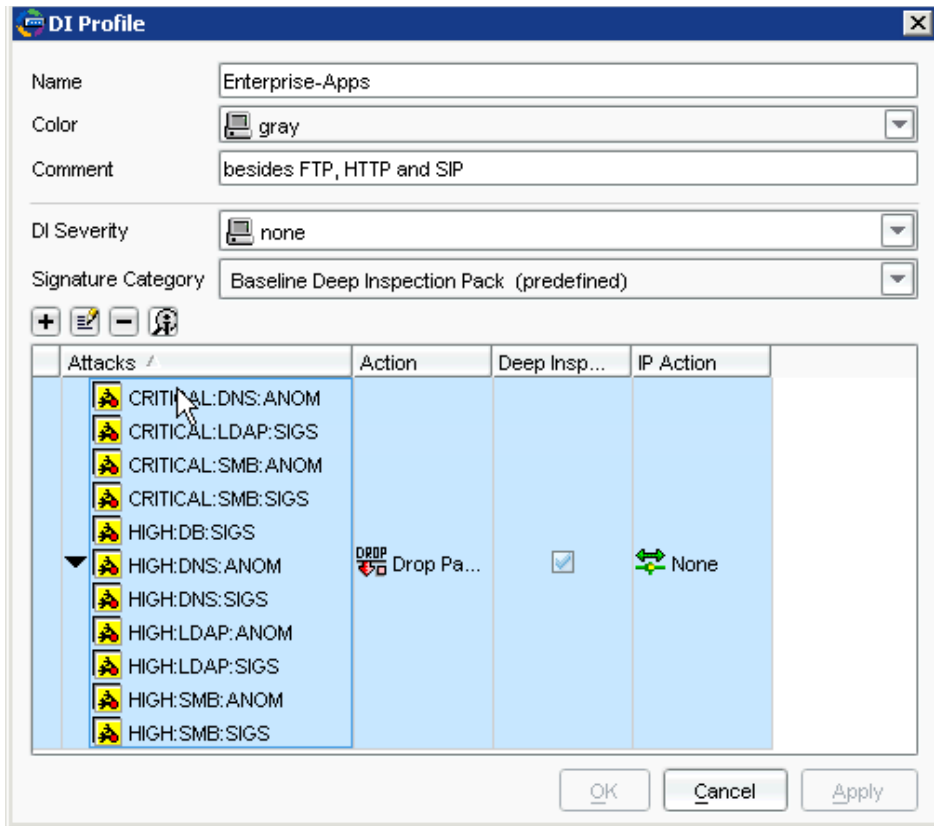 DI Profile
Name Enterprise-Apps
Color gray
Comment besides FTP, HTTP and SIP
DI Severity none
Signature Category Baseline Deep Inspection Pack (predefined)
Attacks Action Deep Insp... IP Action
CRITICAL:DNS:ANOM
CRITICAL:LDAP:SIGS
CRITICAL:SMB:ANOM
CRITICAL:SMB:SIGS
HIGH:DB:SIGS
HIGH:DNS:ANOM DROP Drop Pa... None
HIGH:DNS:SIGS
HIGH:LDAP:ANOM
HIGH:LDAP:SIGS
HIGH:SMB:ANOM
HIGH:SMB:SIGS
OK Cancel Apply